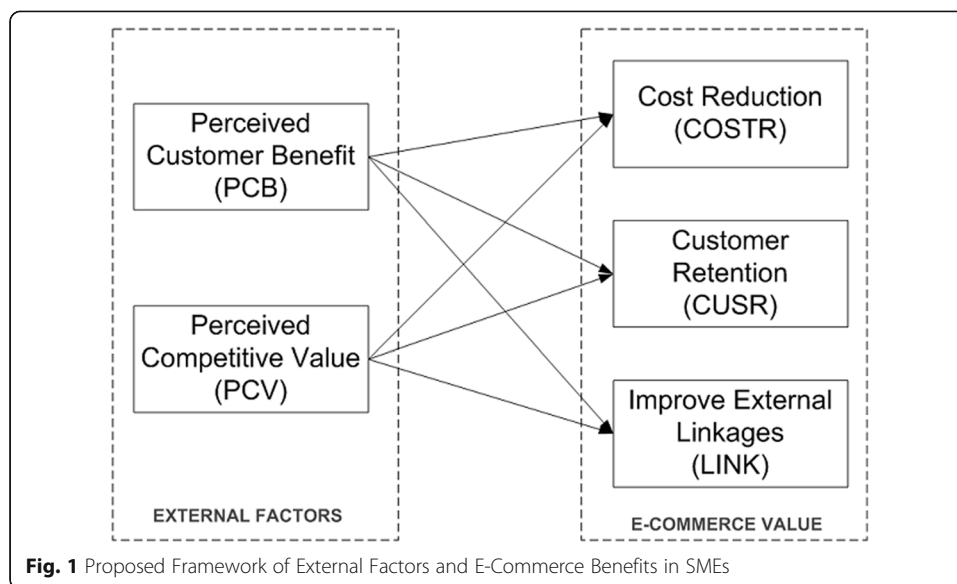 Perceived
Customer Benefit
(PCB)
Perceived
Competitive Value
(PCV)
EXTERNAL FACTORS
Cost Reduction
(COSTR)
Customer
Retention
(CUSR)
Improve External
Linkages
(LINK)
E-COMMERCE VALUE
Fig. 1 Proposed Framework of External Factors and E-Commerce Benefits in SMEs